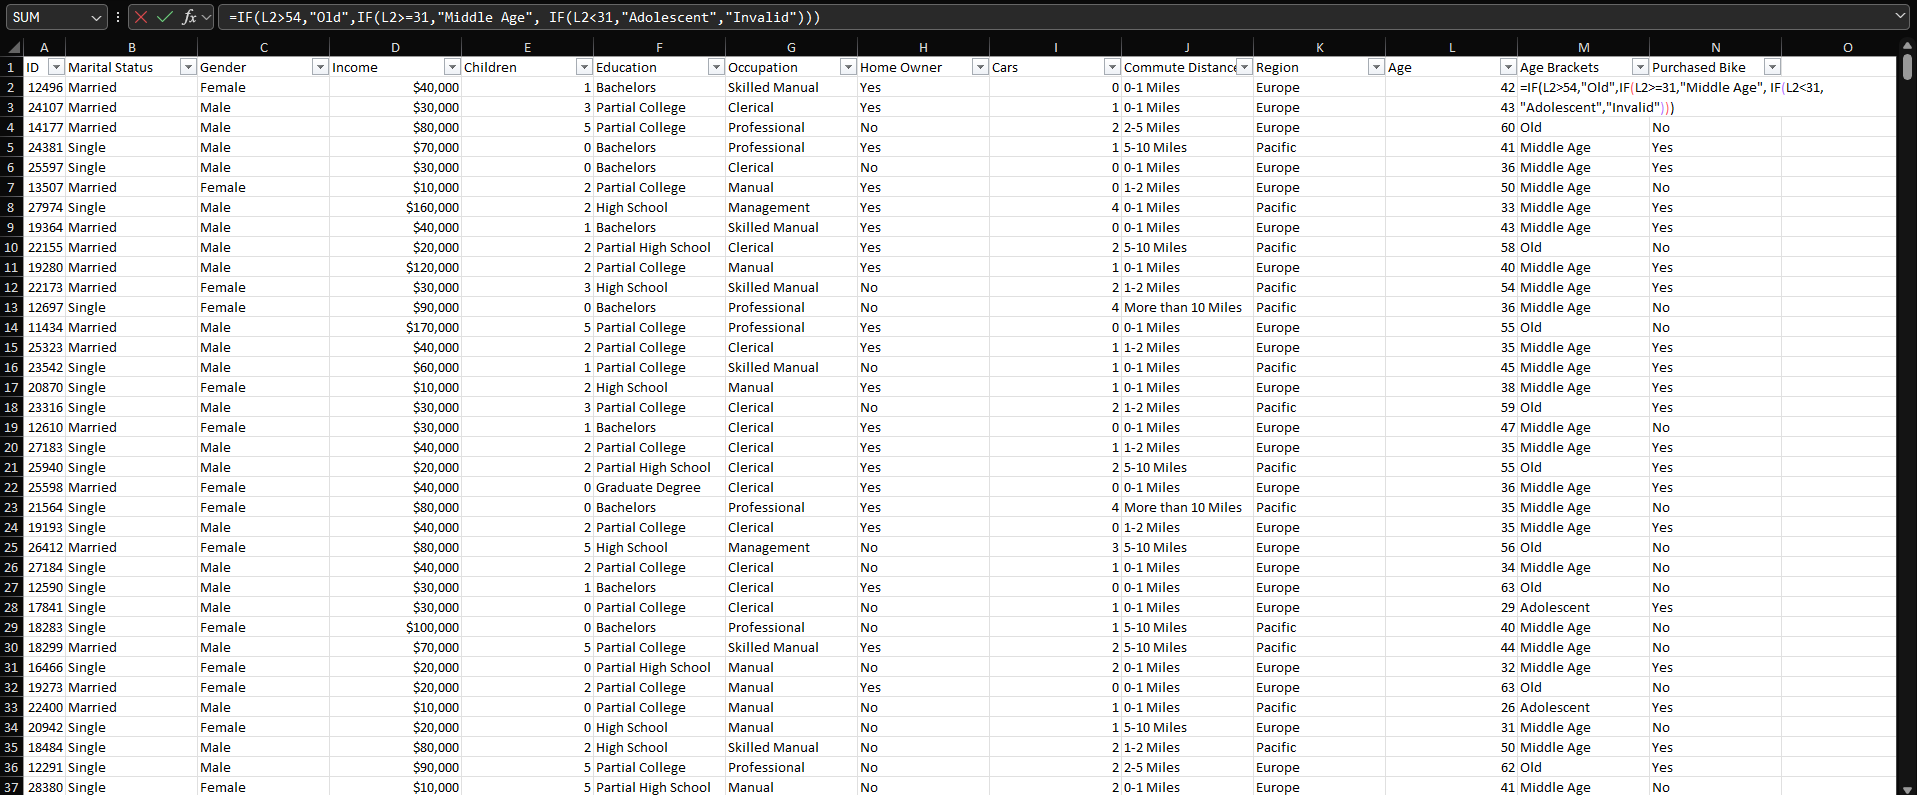 SUM =IF(L2>54,"Old",IF(L2>=31,"Middle Age", IF(L2<31,"Adolescent","Invalid")))
A B C D E F G H I J K L M N O
1 ID Marital Status Gender Income Children Education Occupation Home Owner Cars Commute Distance Region Age Age Brackets Purchased Bike
2 12496 Married Female $40,000 1 Bachelors Skilled Manual Yes 0 0-1 Miles Europe 42 =IF(L2>54,"Old",IF(L2>=31,"Middle Age", IF(L2<31,
3 24107 Married Male $30,000 3 Partial College Clerical Yes 1 0-1 Miles Europe 43 "Adolescent","Invalid")))
4 14177 Married Male $80,000 5 Partial College Professional No 2 2-5 Miles Europe 60 Old No
5 24381 Single Male $70,000 0 Bachelors Professional Yes 1 5-10 Miles Pacific 41 Middle Age Yes
6 25597 Single Male $30,000 0 Bachelors Clerical No 0 0-1 Miles Europe 36 Middle Age Yes
7 13507 Married Female $10,000 2 Partial College Manual Yes 0 1-2 Miles Europe 50 Middle Age No
8 27974 Single Male $160,000 2 High School Management Yes 4 0-1 Miles Pacific 33 Middle Age Yes
9 19364 Married Male $40,000 1 Bachelors Skilled Manual Yes 0 0-1 Miles Europe 43 Middle Age Yes
10 22155 Married Male $20,000 2 Partial High School Clerical Yes 2 5-10 Miles Pacific 58 Old No
11 19280 Married Male $120,000 2 Partial College Manual Yes 1 0-1 Miles Europe 40 Middle Age Yes
12 22173 Married Female $30,000 3 High School Skilled Manual No 2 1-2 Miles Pacific 54 Middle Age Yes
13 12697 Single Female $90,000 0 Bachelors Professional No 4 More than 10 Miles Pacific 36 Middle Age No
14 11434 Married Male $170,000 5 Partial College Professional Yes 0 0-1 Miles Europe 55 Old No
15 25323 Married Male $40,000 2 Partial College Clerical Yes 1 1-2 Miles Europe 35 Middle Age Yes
16 23542 Single Male $60,000 1 Partial College Skilled Manual No 1 0-1 Miles Pacific 45 Middle Age Yes
17 20870 Single Female $10,000 2 High School Manual Yes 1 0-1 Miles Europe 38 Middle Age Yes
18 23316 Single Male $30,000 3 Partial College Clerical No 2 1-2 Miles Pacific 59 Old Yes
19 12610 Married Female $30,000 1 Bachelors Clerical Yes 0 0-1 Miles Europe 47 Middle Age No
20 27183 Single Male $40,000 2 Partial College Clerical Yes 1 1-2 Miles Europe 35 Middle Age Yes
21 25940 Single Male $20,000 2 Partial High School Clerical Yes 2 5-10 Miles Pacific 55 Old Yes
22 25598 Married Female $40,000 0 Graduate Degree Clerical Yes 0 0-1 Miles Europe 36 Middle Age Yes
23 21564 Single Female $80,000 0 Bachelors Professional Yes 4 More than 10 Miles Pacific 35 Middle Age No
24 19193 Single Male $40,000 2 Partial College Clerical Yes 0 1-2 Miles Europe 35 Middle Age Yes
25 26412 Married Female $80,000 5 High School Management No 3 5-10 Miles Europe 56 Old No
26 27184 Single Male $40,000 2 Partial College Clerical No 1 0-1 Miles Europe 34 Middle Age No
27 12590 Single Male $30,000 1 Bachelors Clerical Yes 0 0-1 Miles Europe 63 Old No
28 17841 Single Male $30,000 0 Partial College Clerical No 1 0-1 Miles Europe 29 Adolescent Yes
29 18283 Single Female $100,000 0 Bachelors Professional No 1 5-10 Miles Pacific 40 Middle Age No
30 18299 Married Male $70,000 5 Partial College Skilled Manual Yes 2 5-10 Miles Pacific 44 Middle Age No
31 16466 Single Female $20,000 0 Partial High School Manual No 2 0-1 Miles Europe 32 Middle Age Yes
32 19273 Married Female $20,000 2 Partial College Manual Yes 0 0-1 Miles Europe 63 Old No
33 22400 Married Male $10,000 0 Partial College Manual No 1 0-1 Miles Pacific 26 Adolescent Yes
34 20942 Single Female $20,000 0 High School Manual No 1 5-10 Miles Europe 31 Middle Age No
35 18484 Single Male $80,000 2 High School Skilled Manual No 2 1-2 Miles Pacific 50 Middle Age Yes
36 12291 Single Male $90,000 5 Partial College Professional No 2 2-5 Miles Europe 62 Old Yes
37 28380 Single Female $10,000 5 Partial High School Manual No 2 0-1 Miles Europe 41 Middle Age No